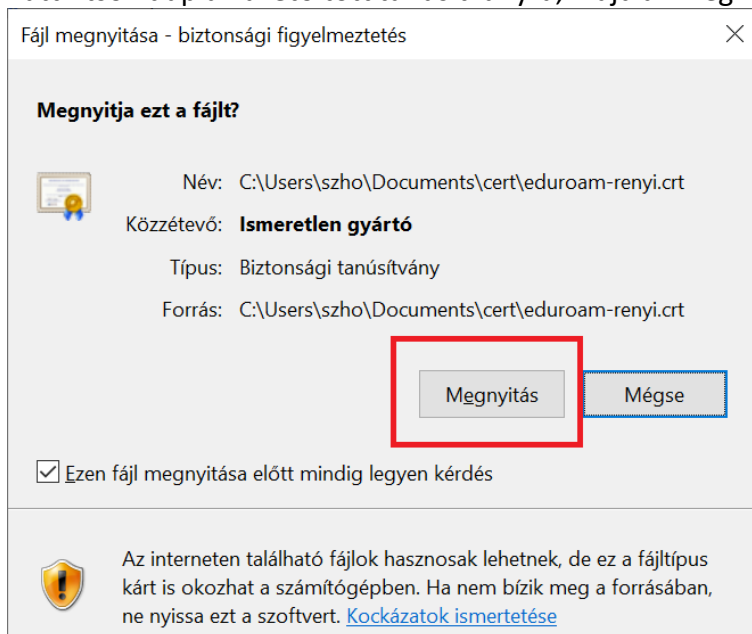 Fájl megnyitása - biztonsági figyelmeztetés
Megnyitja ezt a fájlt?
Név: C:\Users\szho\Documents\cert\eduroam-renyi.crt
Közzétevő: Ismeretlen gyártó
Típus: Biztonsági tanúsítvány
Forrás: C:\Users\szho\Documents\cert\eduroam-renyi.crt
Megnyitás Mégse
Ezen fájl megnyitása előtt mindig legyen kérdés
Az interneten található fájlok hasznosak lehetnek, de ez a fájltípus
kárt is okozhat a számítógépben. Ha nem bízik meg a forrásában,
ne nyissa ezt a szoftvert. Kockázatok ismertetése